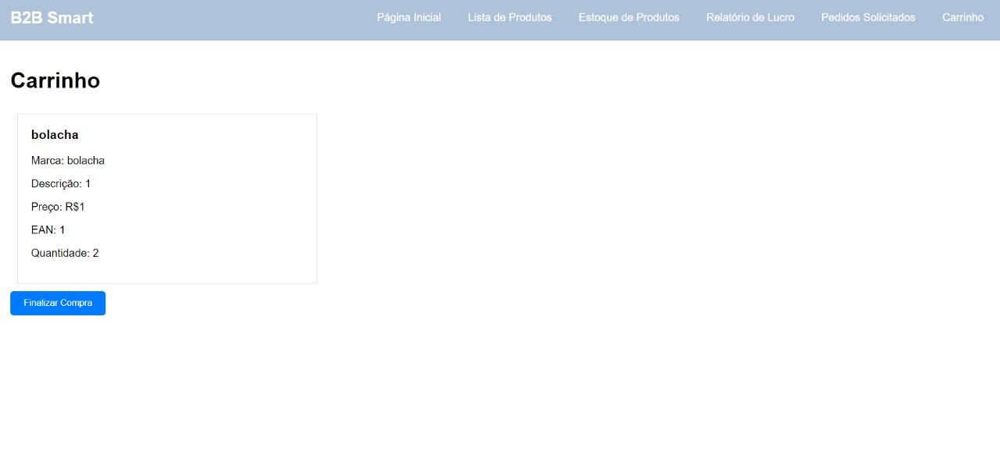 B2B Smart Página Inicial Lista de Produtos Estoque de Produtos Relatório de Lucro Pedidos Solicitados Carrinho
Carrinho
bolacha
Marca: bolacha
Descrição: 1
Preço: R$1
EAN: 1
Quantidade: 2
Finalizar Compra